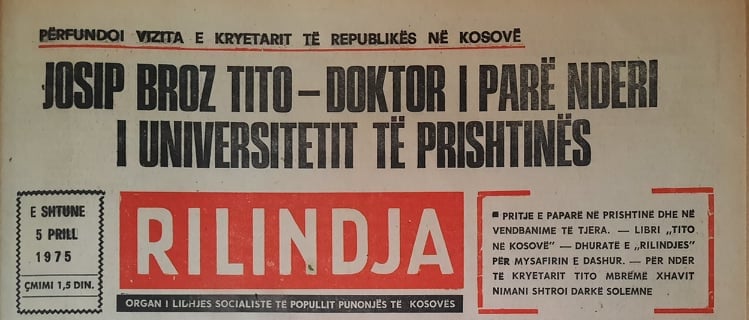 PËRFUNDOI VIZITA E KRYETARIT TË REPUBLIKËS NË KOSOVË
JOSIP BROZ TITO – DOKTOR I PARË NDERI
I UNIVERSITETIT TË PRISHTINËS
E SHTUNE
5 PRILL
1975
ÇMIMI 1,5 DIN.
RILINDJA
ORGAN I LIDHJES SOCIALISTE TË POPULLIT PUNONJËS TË KOSOVËS
PRITJE E PAPARË NË PRISHTINË DHE NË
VENDBANIME TË TJERA. — LIBRI „TITO
NË KOSOVË" — DHURATË E „RILINDJES"
PËR MYSAFIRIN E DASHUR. — PËR NDER
TË KRYETARIT TITO MBRËMË XHAVIT
NIMANI SHTROI DARKË SOLEMNE